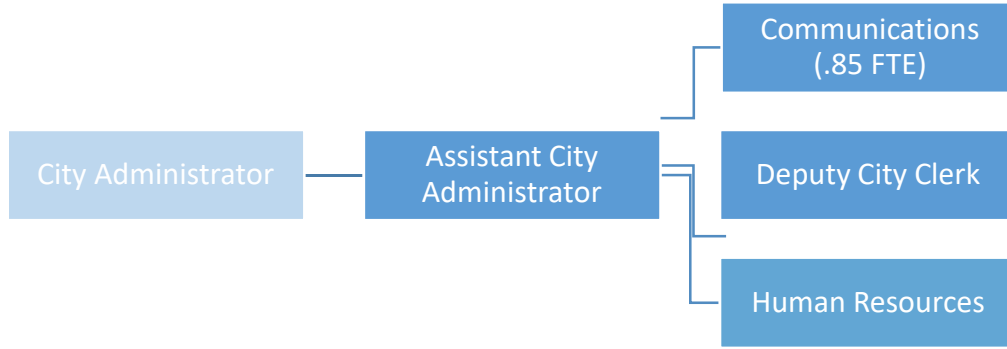 City Administrator
Assistant City
Administrator
Communications
(.85 FTE)
Deputy City Clerk
Human Resources